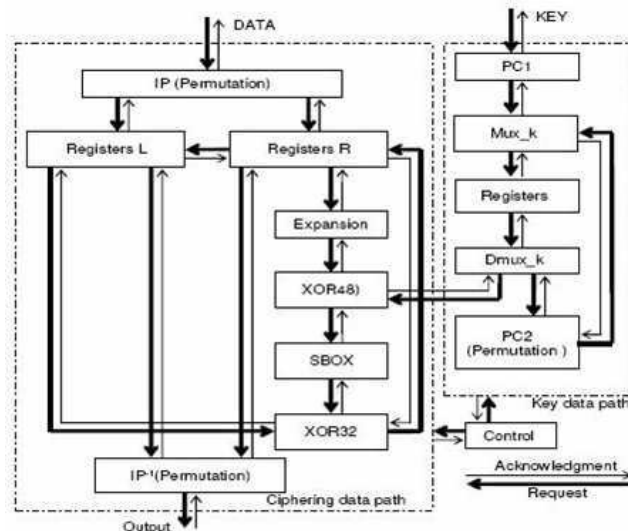 DATA
KEY
IP (Permutation)
PC1
Registers L
Registers R
Mux_k
Expansion
Registers
XOR48)
Dmux_k
SBOX
PC2
(Permutation )
XOR32
Key data path
Control
IP⁻¹(Permutation)
Ciphering data path
Acknowledgment
Request
Output